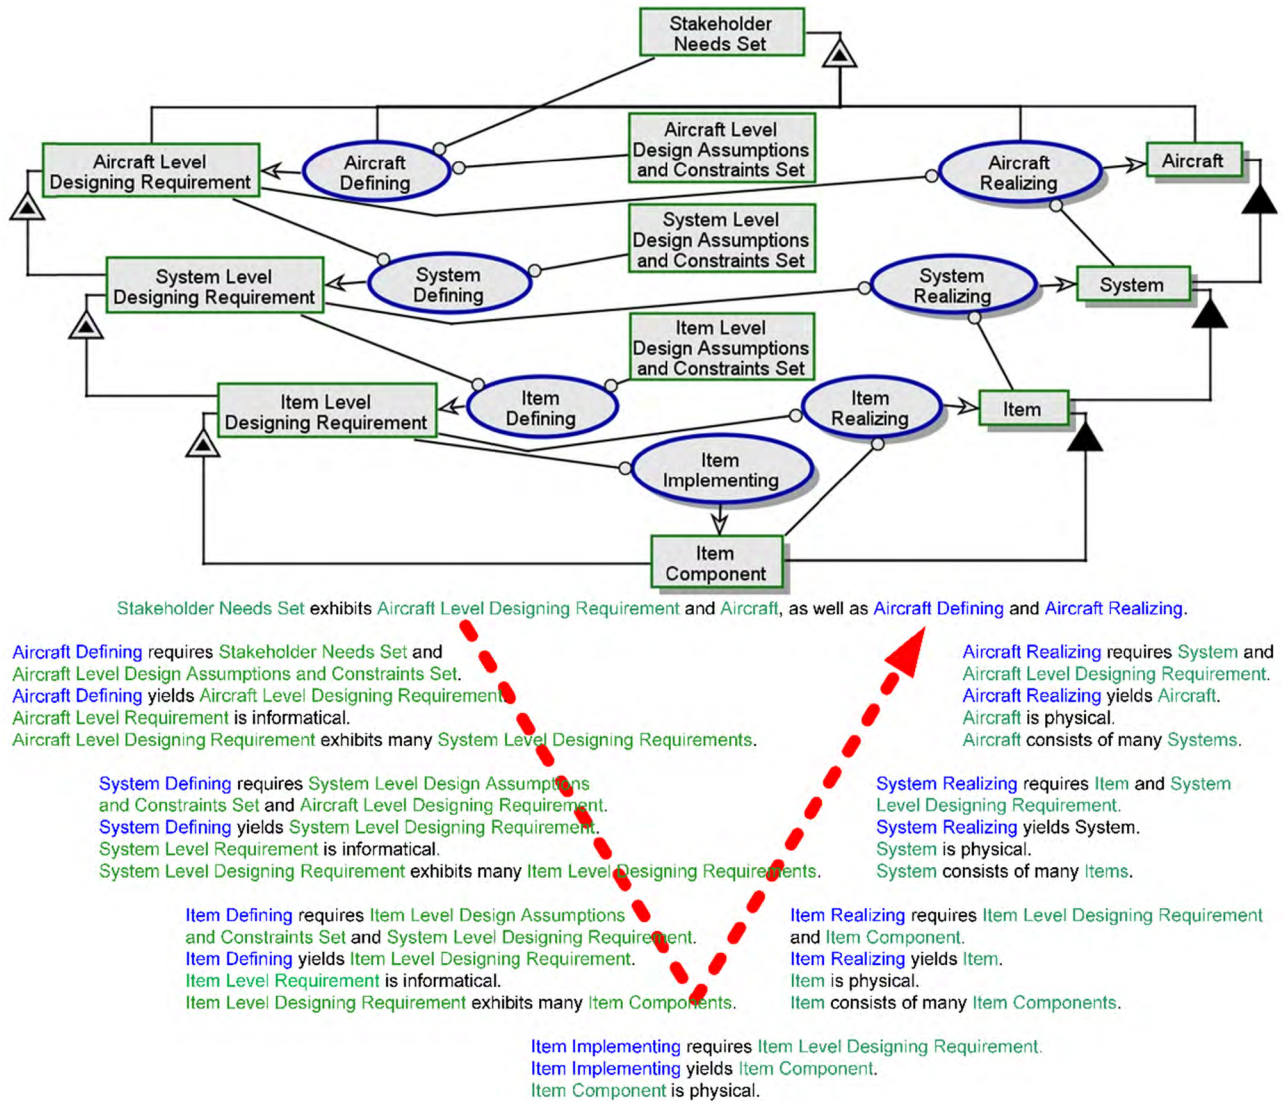 Stakeholder
Needs Set
Aircraft Level
Designing Requirement
Aircraft
Defining
Aircraft Level
Design Assumptions
and Constraints Set
Aircraft
Realizing
Aircraft
System Level
Designing Requirement
System
Defining
System Level
Design Assumptions
and Constraints Set
System
Realizing
System
Item Level
Designing Requirement
Item
Defining
Item Level
Design Assumptions
and Constraints Set
Item
Realizing
Item
Item
Implementing
Item
Component
Stakeholder Needs Set exhibits Aircraft Level Designing Requirement and Aircraft, as well as Aircraft Defining and Aircraft Realizing.
Aircraft Defining requires Stakeholder Needs Set and
Aircraft Level Design Assumptions and Constraints Set.
Aircraft Defining yields Aircraft Level Designing Requirement.
Aircraft Level Requirement is informatical.
Aircraft Level Designing Requirement exhibits many System Level Designing Requirements.
Aircraft Realizing requires System and
Aircraft Level Designing Requirement.
Aircraft Realizing yields Aircraft.
Aircraft is physical.
Aircraft consists of many Systems.
System Defining requires System Level Design Assumptions
and Constraints Set and Aircraft Level Designing Requirement.
System Defining yields System Level Designing Requirement.
System Level Requirement is informatical.
System Level Designing Requirement exhibits many Item Level Designing Requirements.
System Realizing requires Item and System
Level Designing Requirement.
System Realizing yields System.
System is physical.
System consists of many Items.
Item Defining requires Item Level Design Assumptions
and Constraints Set and System Level Designing Requirement.
Item Defining yields Item Level Designing Requirement.
Item Level Requirement is informatical.
Item Level Designing Requirement exhibits many Item Components.
Item Realizing requires Item Level Designing Requirement
and Item Component.
Item Realizing yields Item.
Item is physical.
Item consists of many Item Components.
Item Implementing requires Item Level Designing Requirement.
Item Implementing yields Item Component.
Item Component is physical.